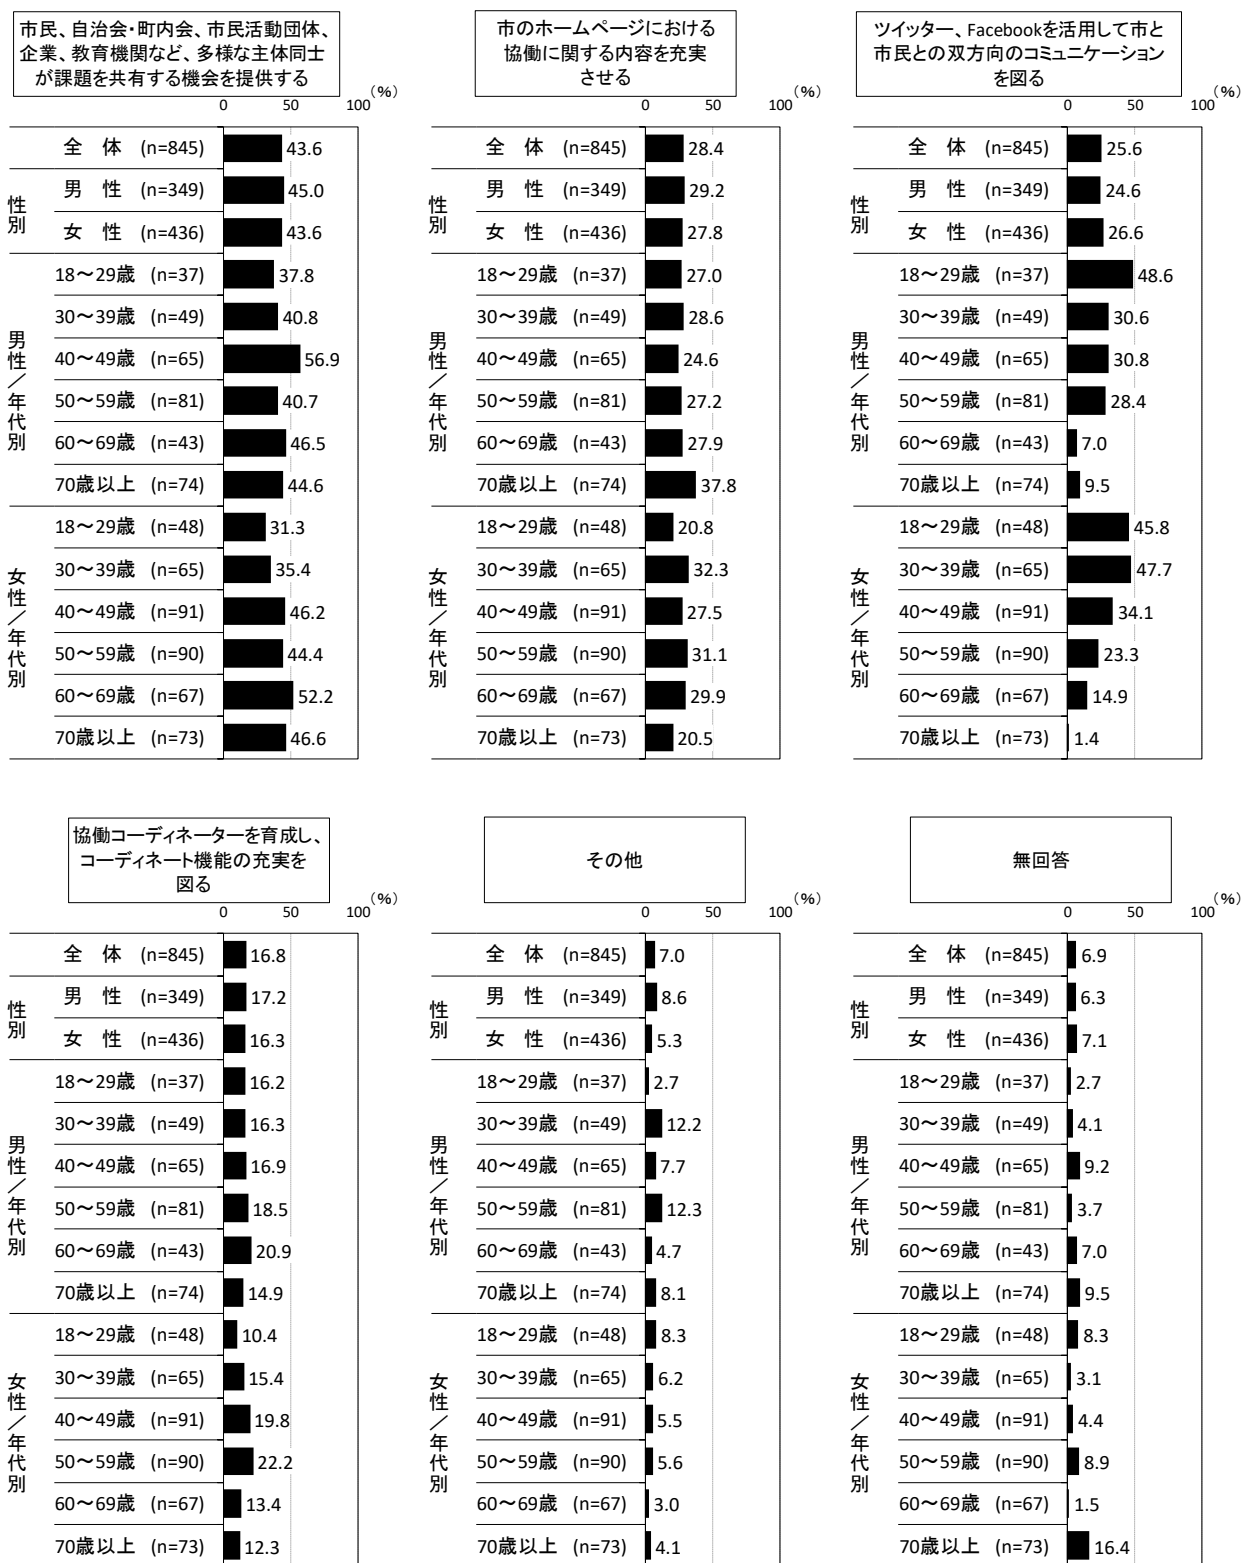 市民、自治会・町内会、市民活動団体、
企業、教育機関など、多様な主体同士
が課題を共有する機会を提供する
0 50 100 (%)
全 体 (n=845) 43.6
性別
男 性 (n=349) 45.0
女 性 (n=436) 43.6
男性/年代別
18～29歳 (n=37) 37.8
30～39歳 (n=49) 40.8
40～49歳 (n=65) 56.9
50～59歳 (n=81) 40.7
60～69歳 (n=43) 46.5
70歳以上 (n=74) 44.6
女性/年代別
18～29歳 (n=48) 31.3
30～39歳 (n=65) 35.4
40～49歳 (n=91) 46.2
50～59歳 (n=90) 44.4
60～69歳 (n=67) 52.2
70歳以上 (n=73) 46.6
市のホームページにおける
協働に関する内容を充実
させる
0 50 100 (%)
全 体 (n=845) 28.4
性別
男 性 (n=349) 29.2
女 性 (n=436) 27.8
男性/年代別
18～29歳 (n=37) 27.0
30～39歳 (n=49) 28.6
40～49歳 (n=65) 24.6
50～59歳 (n=81) 27.2
60～69歳 (n=43) 27.9
70歳以上 (n=74) 37.8
女性/年代別
18～29歳 (n=48) 20.8
30～39歳 (n=65) 32.3
40～49歳 (n=91) 27.5
50～59歳 (n=90) 31.1
60～69歳 (n=67) 29.9
70歳以上 (n=73) 20.5
ツイッター、Facebookを活用して市と
市民との双方向のコミュニケーション
を図る
0 50 100 (%)
全 体 (n=845) 25.6
性別
男 性 (n=349) 24.6
女 性 (n=436) 26.6
男性/年代別
18～29歳 (n=37) 48.6
30～39歳 (n=49) 30.6
40～49歳 (n=65) 30.8
50～59歳 (n=81) 28.4
60～69歳 (n=43) 7.0
70歳以上 (n=74) 9.5
女性/年代別
18～29歳 (n=48) 45.8
30～39歳 (n=65) 47.7
40～49歳 (n=91) 34.1
50～59歳 (n=90) 23.3
60～69歳 (n=67) 14.9
70歳以上 (n=73) 1.4
協働コーディネーターを育成し、
コーディネート機能の充実を
図る
0 50 100 (%)
全 体 (n=845) 16.8
性別
男 性 (n=349) 17.2
女 性 (n=436) 16.3
男性/年代別
18～29歳 (n=37) 16.2
30～39歳 (n=49) 16.3
40～49歳 (n=65) 16.9
50～59歳 (n=81) 18.5
60～69歳 (n=43) 20.9
70歳以上 (n=74) 14.9
女性/年代別
18～29歳 (n=48) 10.4
30～39歳 (n=65) 15.4
40～49歳 (n=91) 19.8
50～59歳 (n=90) 22.2
60～69歳 (n=67) 13.4
70歳以上 (n=73) 12.3
その他
0 50 100 (%)
全 体 (n=845) 7.0
性別
男 性 (n=349) 8.6
女 性 (n=436) 5.3
男性/年代別
18～29歳 (n=37) 2.7
30～39歳 (n=49) 12.2
40～49歳 (n=65) 7.7
50～59歳 (n=81) 12.3
60～69歳 (n=43) 4.7
70歳以上 (n=74) 8.1
女性/年代別
18～29歳 (n=48) 8.3
30～39歳 (n=65) 6.2
40～49歳 (n=91) 5.5
50～59歳 (n=90) 5.6
60～69歳 (n=67) 3.0
70歳以上 (n=73) 4.1
無回答
0 50 100 (%)
全 体 (n=845) 6.9
性別
男 性 (n=349) 6.3
女 性 (n=436) 7.1
男性/年代別
18～29歳 (n=37) 2.7
30～39歳 (n=49) 4.1
40～49歳 (n=65) 9.2
50～59歳 (n=81) 3.7
60～69歳 (n=43) 7.0
70歳以上 (n=74) 9.5
女性/年代別
18～29歳 (n=48) 8.3
30～39歳 (n=65) 3.1
40～49歳 (n=91) 4.4
50～59歳 (n=90) 8.9
60～69歳 (n=67) 1.5
70歳以上 (n=73) 16.4